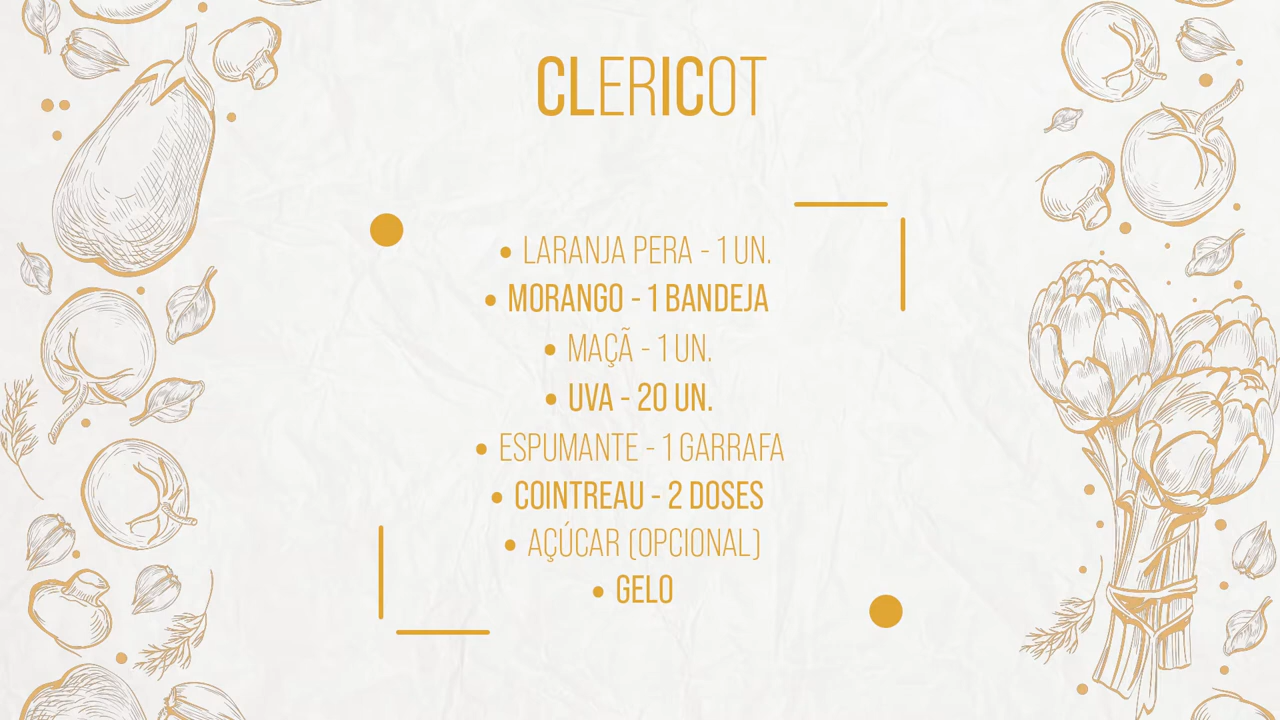 CLERICOT
• LARANJA PERA - 1 UN.
• MORANGO - 1 BANDEJA
• MAÇÃ - 1 UN.
• UVA - 20 UN.
• ESPUMANTE - 1 GARRAFA
• COINTREAU - 2 DOSES
• AÇÚCAR (OPCIONAL)
• GELO